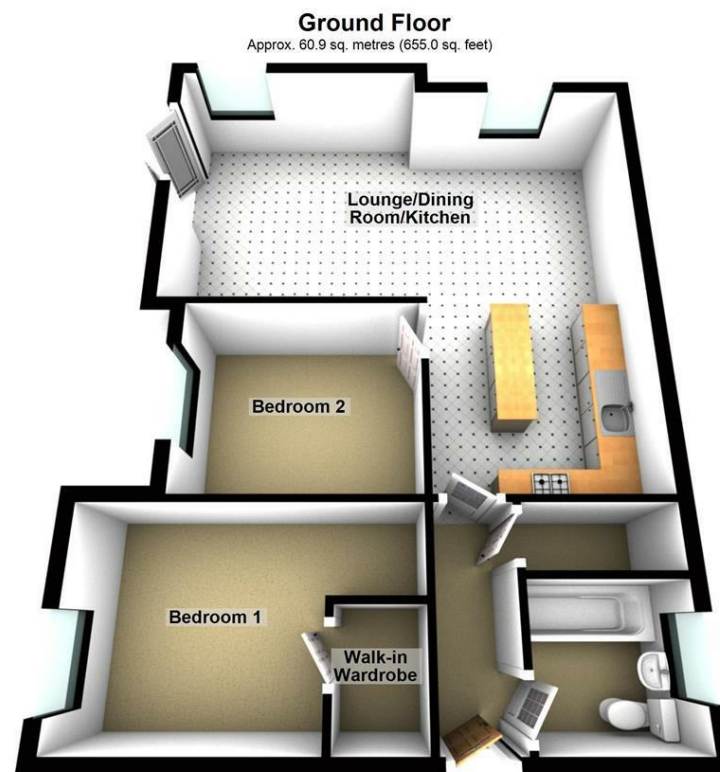 Ground Floor
Approx. 60.9 sq. metres (655.0 sq. feet)
Lounge/Dining
Room/Kitchen
Bedroom 2
Bedroom 1
Walk-in
Wardrobe